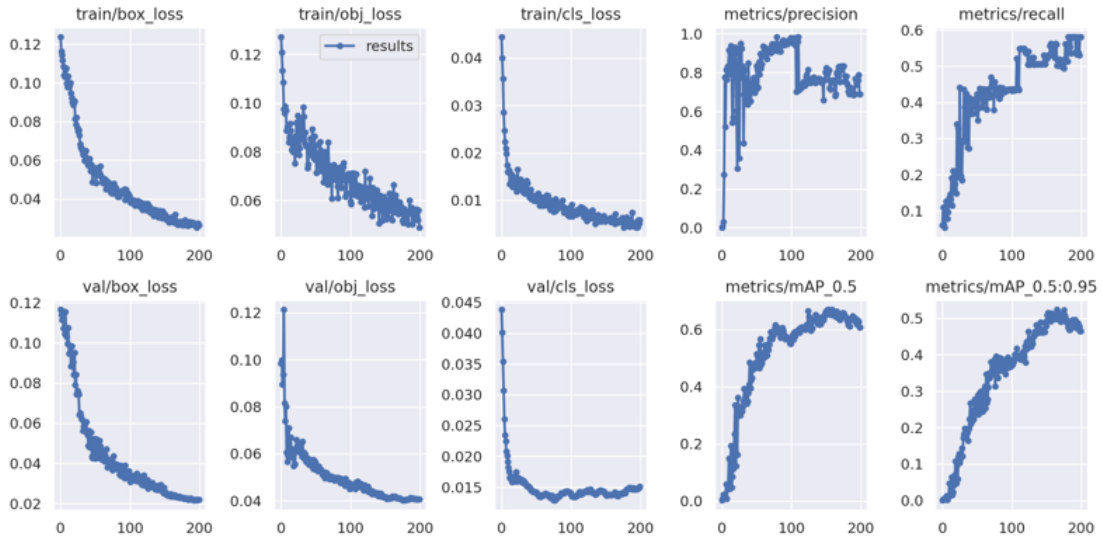 train/box_loss
0.12
0.10
0.08
0.06
0.04
0 100 200
train/obj_loss
results
0.12
0.10
0.08
0.06
0 100 200
train/cls_loss
0.04
0.03
0.02
0.01
0 100 200
metrics/precision
1.0
0.8
0.6
0.4
0.2
0.0
0 100 200
metrics/recall
0.6
0.5
0.4
0.3
0.2
0.1
0 100 200
val/box_loss
0.12
0.10
0.08
0.06
0.04
0.02
0 100 200
val/obj_loss
0.12
0.10
0.08
0.06
0.04
0 100 200
val/cls_loss
0.045
0.040
0.035
0.030
0.025
0.020
0.015
0 100 200
metrics/mAP_0.5
0.6
0.4
0.2
0.0
0 100 200
metrics/mAP_0.5:0.95
0.5
0.4
0.3
0.2
0.1
0.0
0 100 200